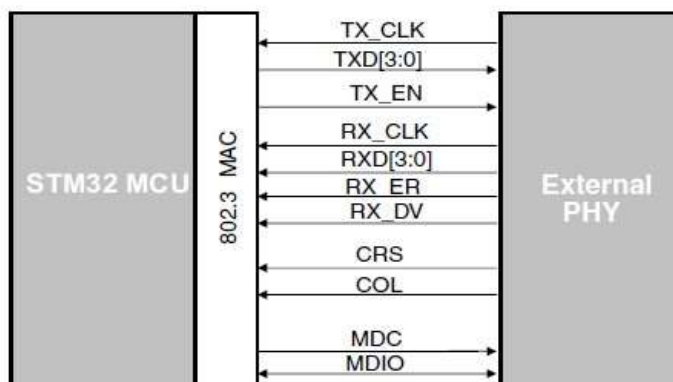 TX_CLK
TXD[3:0]
TX_EN
RX_CLK
RXD[3:0]
RX_ER
RX_DV
CRS
COL
MDC
MDIO
STM32 MCU
802.3 MAC
External
PHY